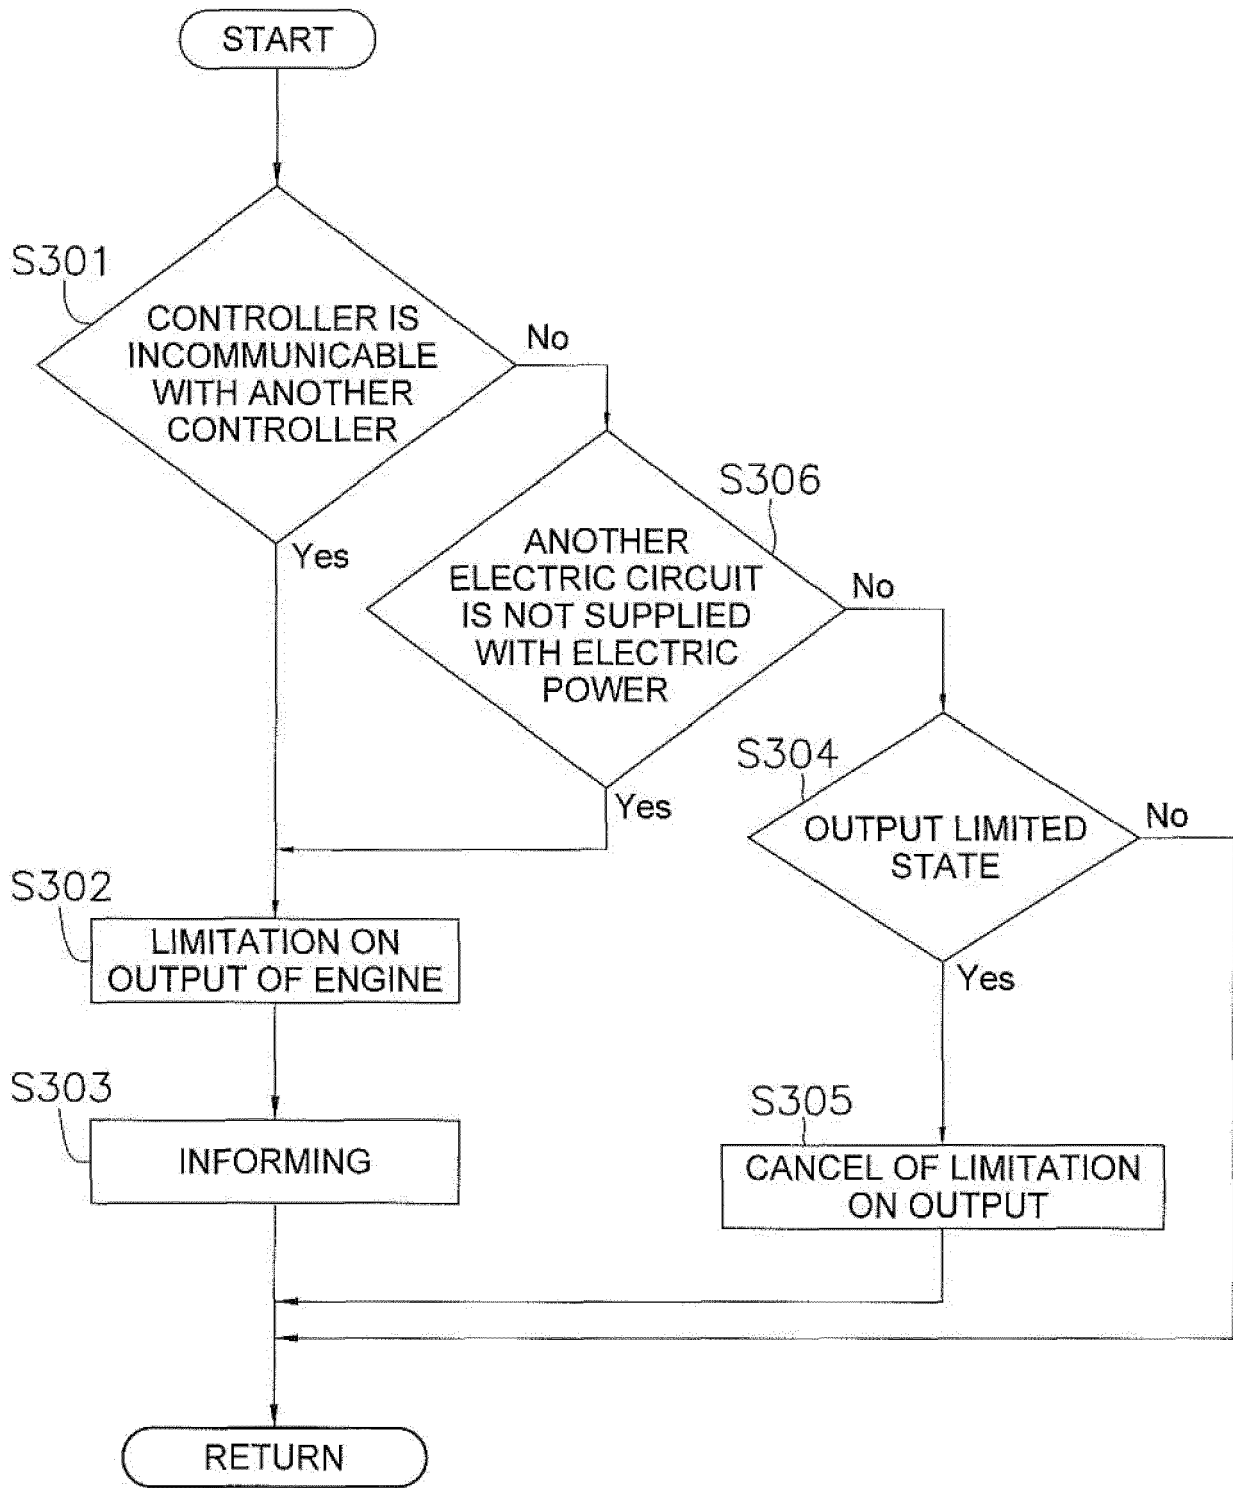 START
S301
CONTROLLER IS
INCOMMUNICABLE
WITH ANOTHER
CONTROLLER
No
Yes
S306
ANOTHER
ELECTRIC CIRCUIT
IS NOT SUPPLIED
WITH ELECTRIC
POWER
No
Yes
S304
OUTPUT LIMITED
STATE
No
Yes
S302
LIMITATION ON
OUTPUT OF ENGINE
S303
INFORMING
S305
CANCEL OF LIMITATION
ON OUTPUT
RETURN